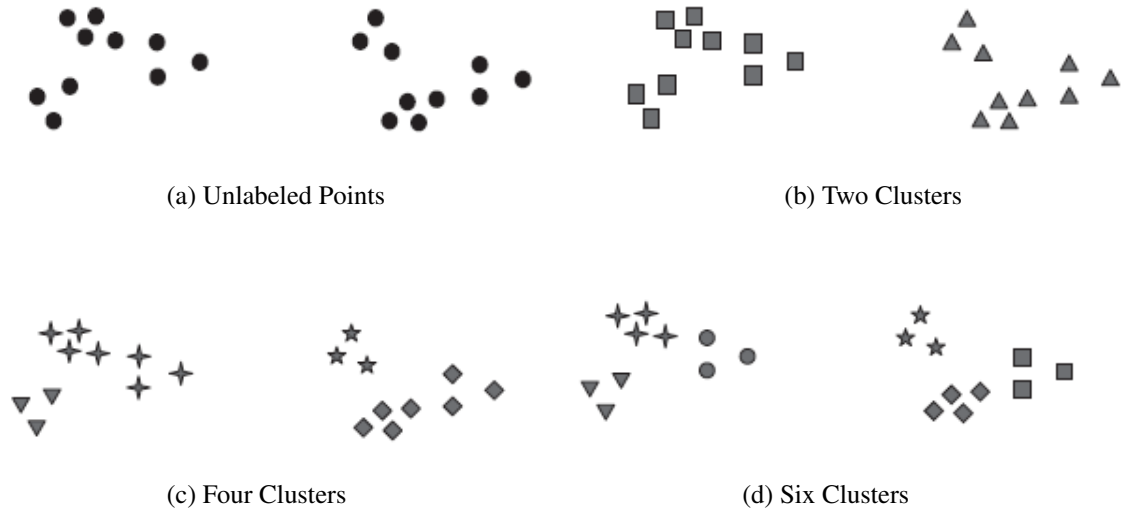 (a) Unlabeled Points
(b) Two Clusters
(c) Four Clusters
(d) Six Clusters